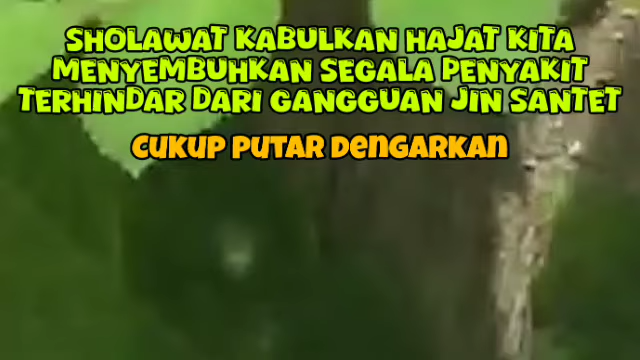 SHOLAWAT KABULKAN HAJAT KITA
MENYEMBUHKAN SEGALA PENYAKIT
TERHINDAR DARI GANGGUAN JIN SANTET
CUKUP PUTAR DENGARKAN